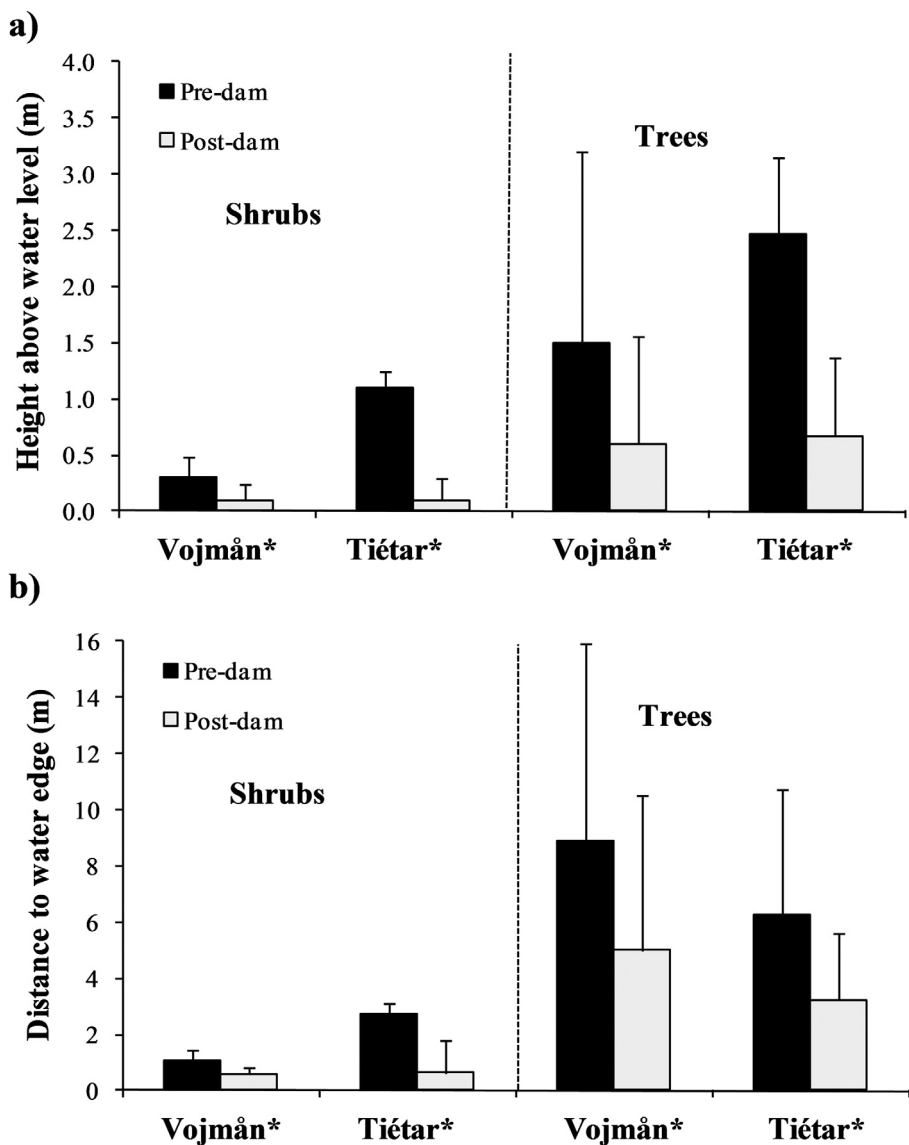 a)
Height above water level (m)
4.0
3.5
3.0
2.5
2.0
1.5
1.0
0.5
0.0
Pre-dam
Post-dam
Shrubs
Trees
Vojmån* Tiétar* Vojmån* Tiétar*
b)
Distance to water edge (m)
16
14
12
10
8
6
4
2
0
Pre-dam
Post-dam
Shrubs
Trees
Vojmån* Tiétar* Vojmån* Tiétar*